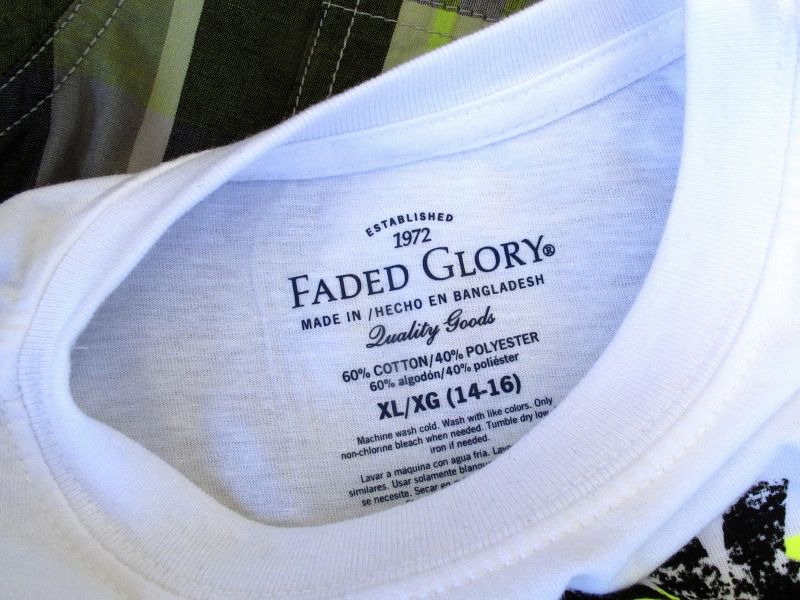 ESTABLISHED
1972
FADED GLORY®
MADE IN /HECHO EN BANGLADESH
Quality Goods
60% COTTON/40% POLYESTER
60% algodón/40% poliéster
XL/XG (14-16)
Machine wash cold. Wash with like colors. Only
non-chlorine bleach when needed. Tumble dry low
iron if needed.
Lavar a maquina con agua fria.
similares. Usar solamente
se necesite. Secar en